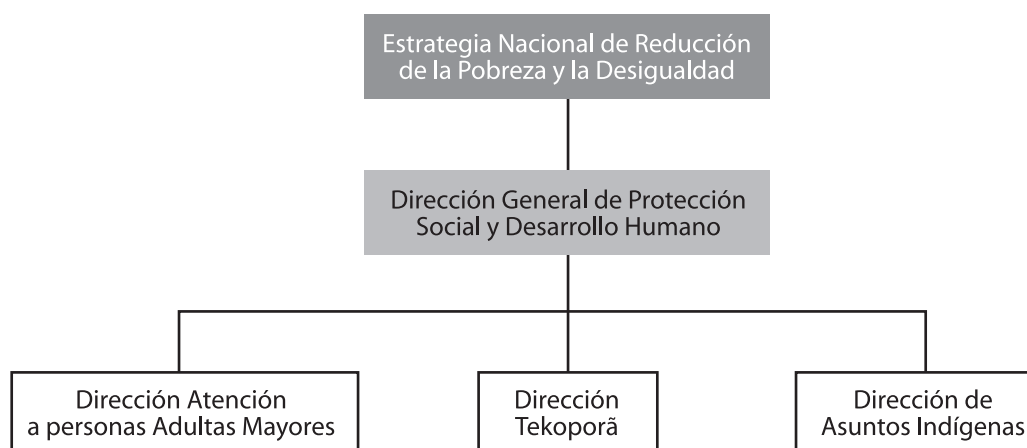 Estrategia Nacional de Reducción
de la Pobreza y la Desigualdad
Dirección General de Protección
Social y Desarrollo Humano
Dirección Atención
a personas Adultas Mayores
Dirección
Tekoporã
Dirección de
Asuntos Indígenas